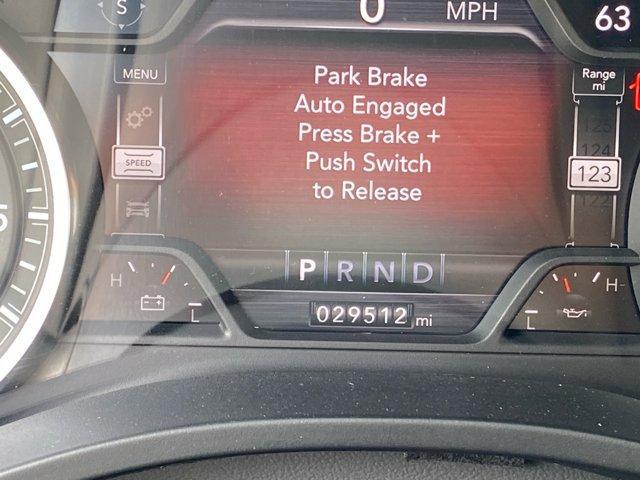 S
0 MPH
63
MENU
Range
mi
Park Brake
Auto Engaged
Press Brake +
Push Switch
to Release
SPEED
125
124
123
122
P R N D
H
L
029512 mi
H
L